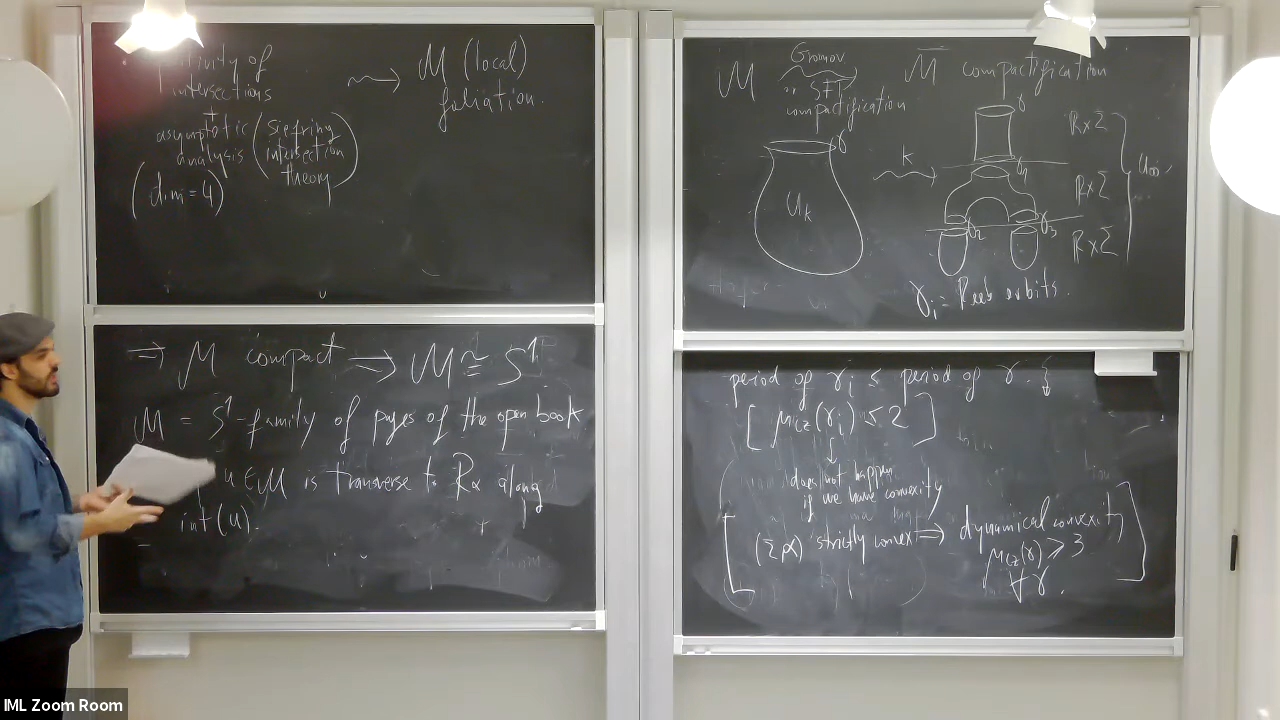 positivity of
intersections
+
asymptotic
analysis
(Siefring
intersection
theory)
(dim = 4)
⇝ M (local)
foliation.
⇒ M compact ⇒ M ≅ S¹
M = S¹-family of pages of the open book
u ∈ M is transverse to Rα along
int(u).
M Gromov
SFT
compactification
M̄ compactification
γ
u_k
k
γ
γ₁
γ₂ γ₃
R×Σ
R×Σ
R×Σ
u∞
γᵢ = Reeb orbits.
period of γᵢ ≤ period of γ.
[μ_CZ(γᵢ) ≤ 2]
↓
does not happen
if we have convexity
(Σ, α) strictly convex ⇒ dynamical convexity
μ_CZ(γ) ≥ 3
∀ γ.
IML Zoom Room